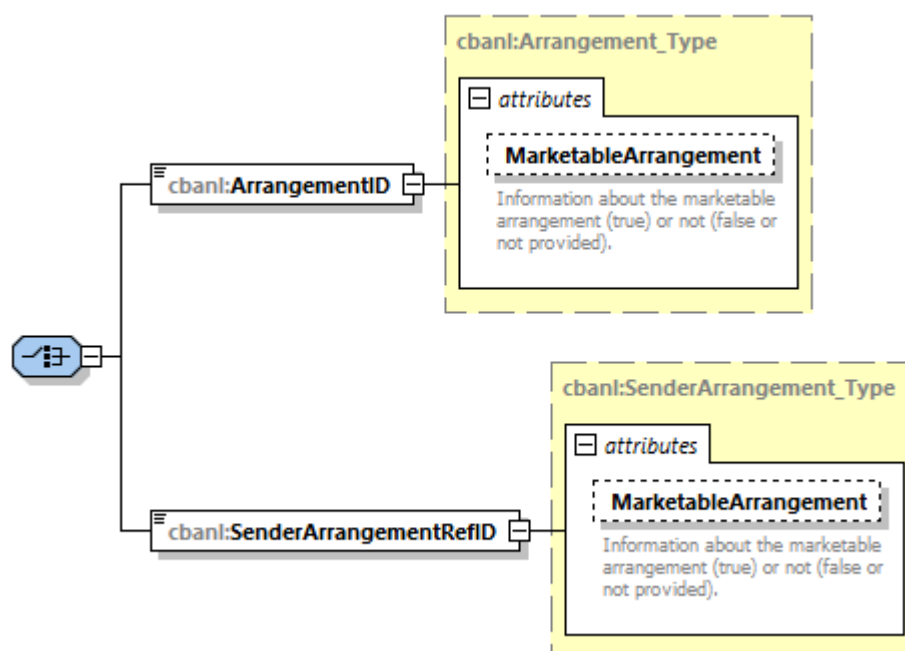 cbanl:Arrangement_Type
attributes
MarketableArrangement
cbanl:ArrangementID
Information about the marketable
arrangement (true) or not (false or
not provided).
cbanl:SenderArrangement_Type
attributes
MarketableArrangement
cbanl:SenderArrangementRefID
Information about the marketable
arrangement (true) or not (false or
not provided).